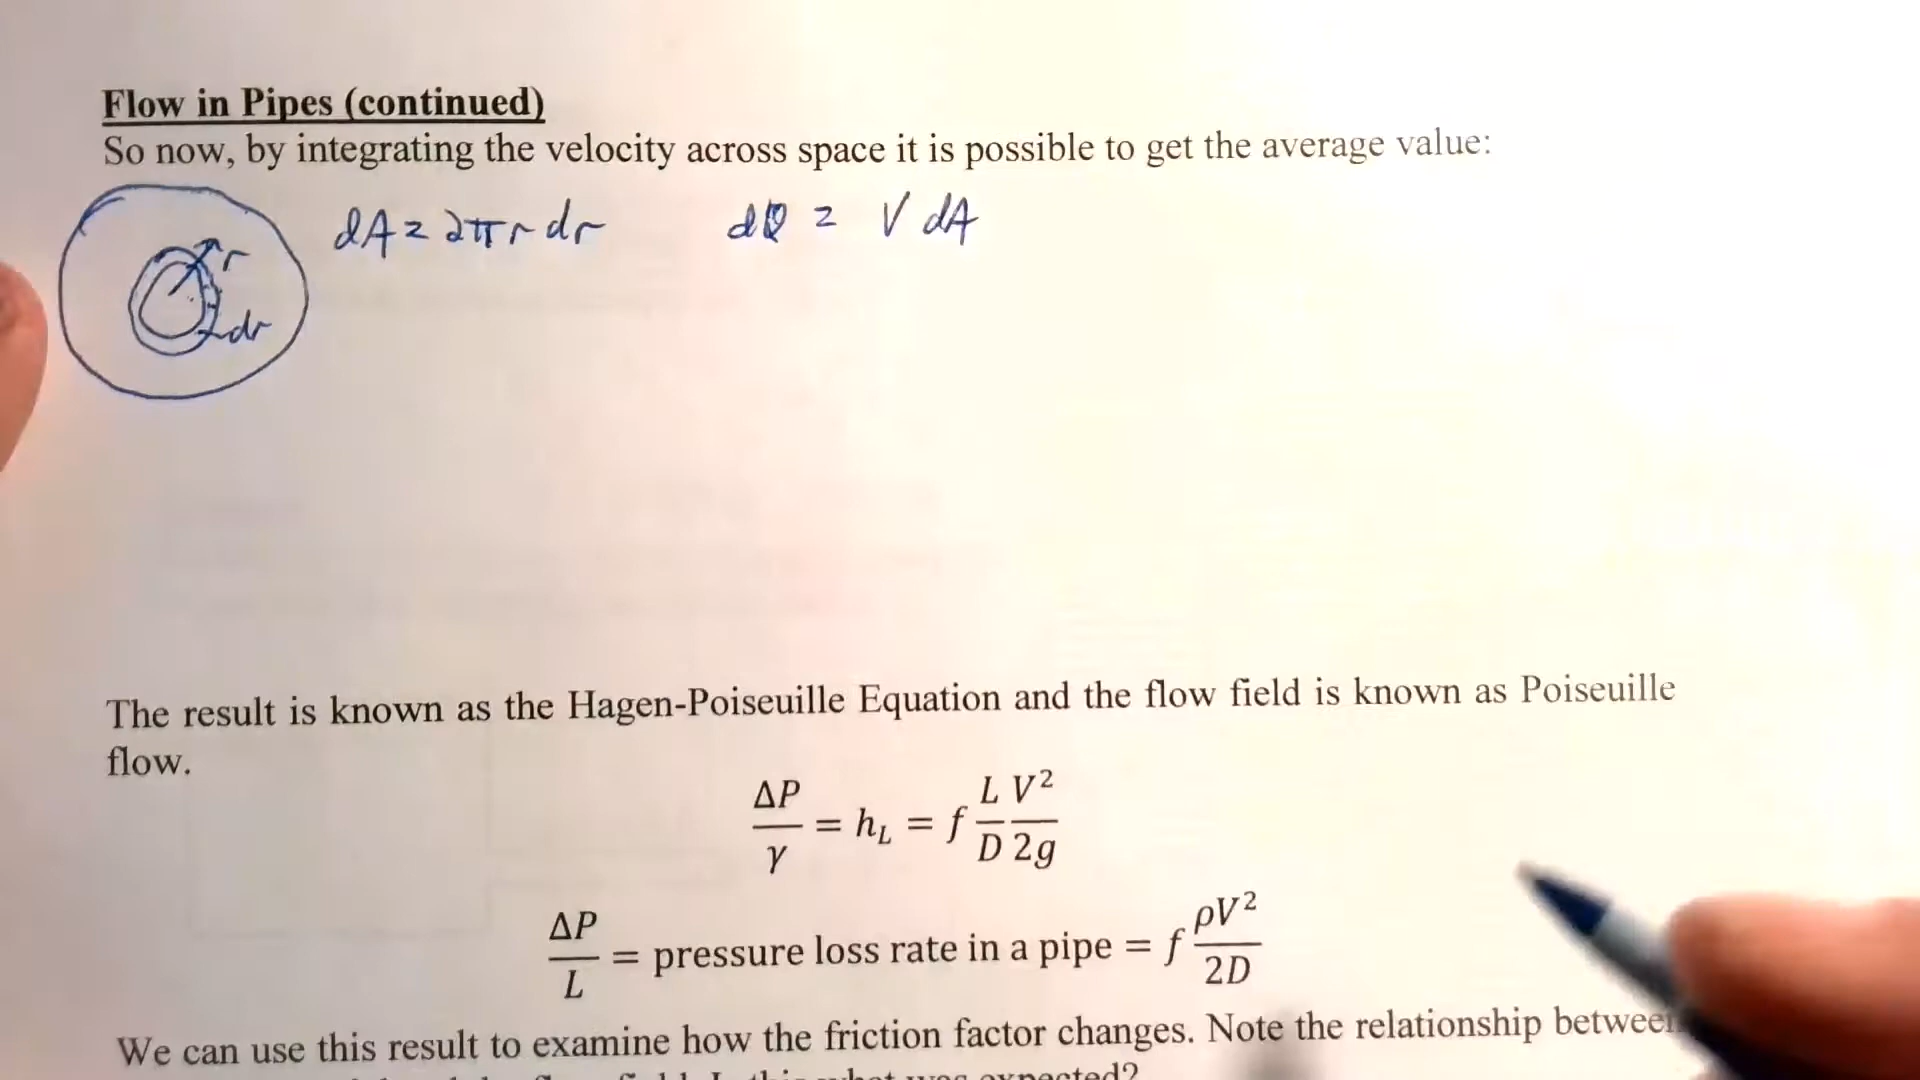 Flow in Pipes (continued)
So now, by integrating the velocity across space it is possible to get the average value:
dA = 2πr dr dQ = V dA
r
dr
The result is known as the Hagen-Poiseuille Equation and the flow field is known as Poiseuille
flow.
ΔP/γ = h_L = f L/D V²/2g
ΔP/L = pressure loss rate in a pipe = f ρV²/2D
We can use this result to examine how the friction factor changes. Note the relationship between